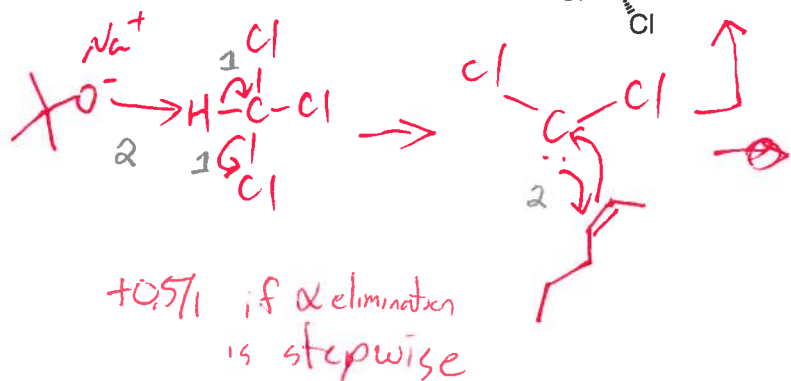 Cl
Na+
Cl
Cl
Cl
1
O-
H-C-Cl
C
2
1
Cl
2
+0.5/1 if α elimination
is stepwise